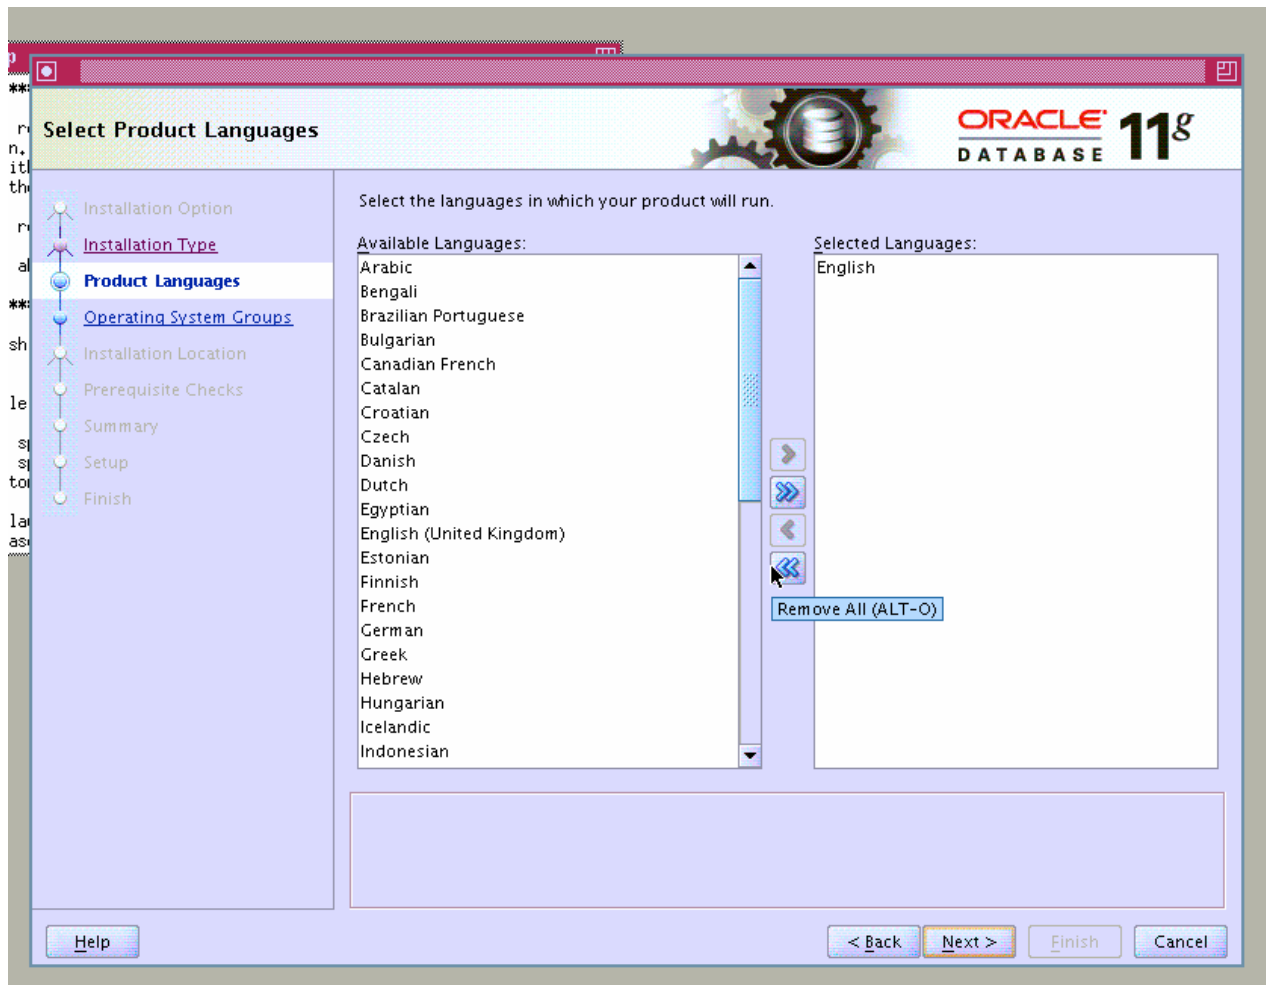 p
Select Product Languages
ORACLE
DATABASE
11g
Installation Option
Installation Type
Product Languages
Operating System Groups
Installation Location
Prerequisite Checks
Summary
Setup
Finish
Select the languages in which your product will run.
Available Languages:
Arabic
Bengali
Brazilian Portuguese
Bulgarian
Canadian French
Catalan
Croatian
Czech
Danish
Dutch
Egyptian
English (United Kingdom)
Estonian
Finnish
French
German
Greek
Hebrew
Hungarian
Icelandic
Indonesian
Selected Languages:
English
Remove All (ALT-O)
Help
< Back
Next >
Finish
Cancel